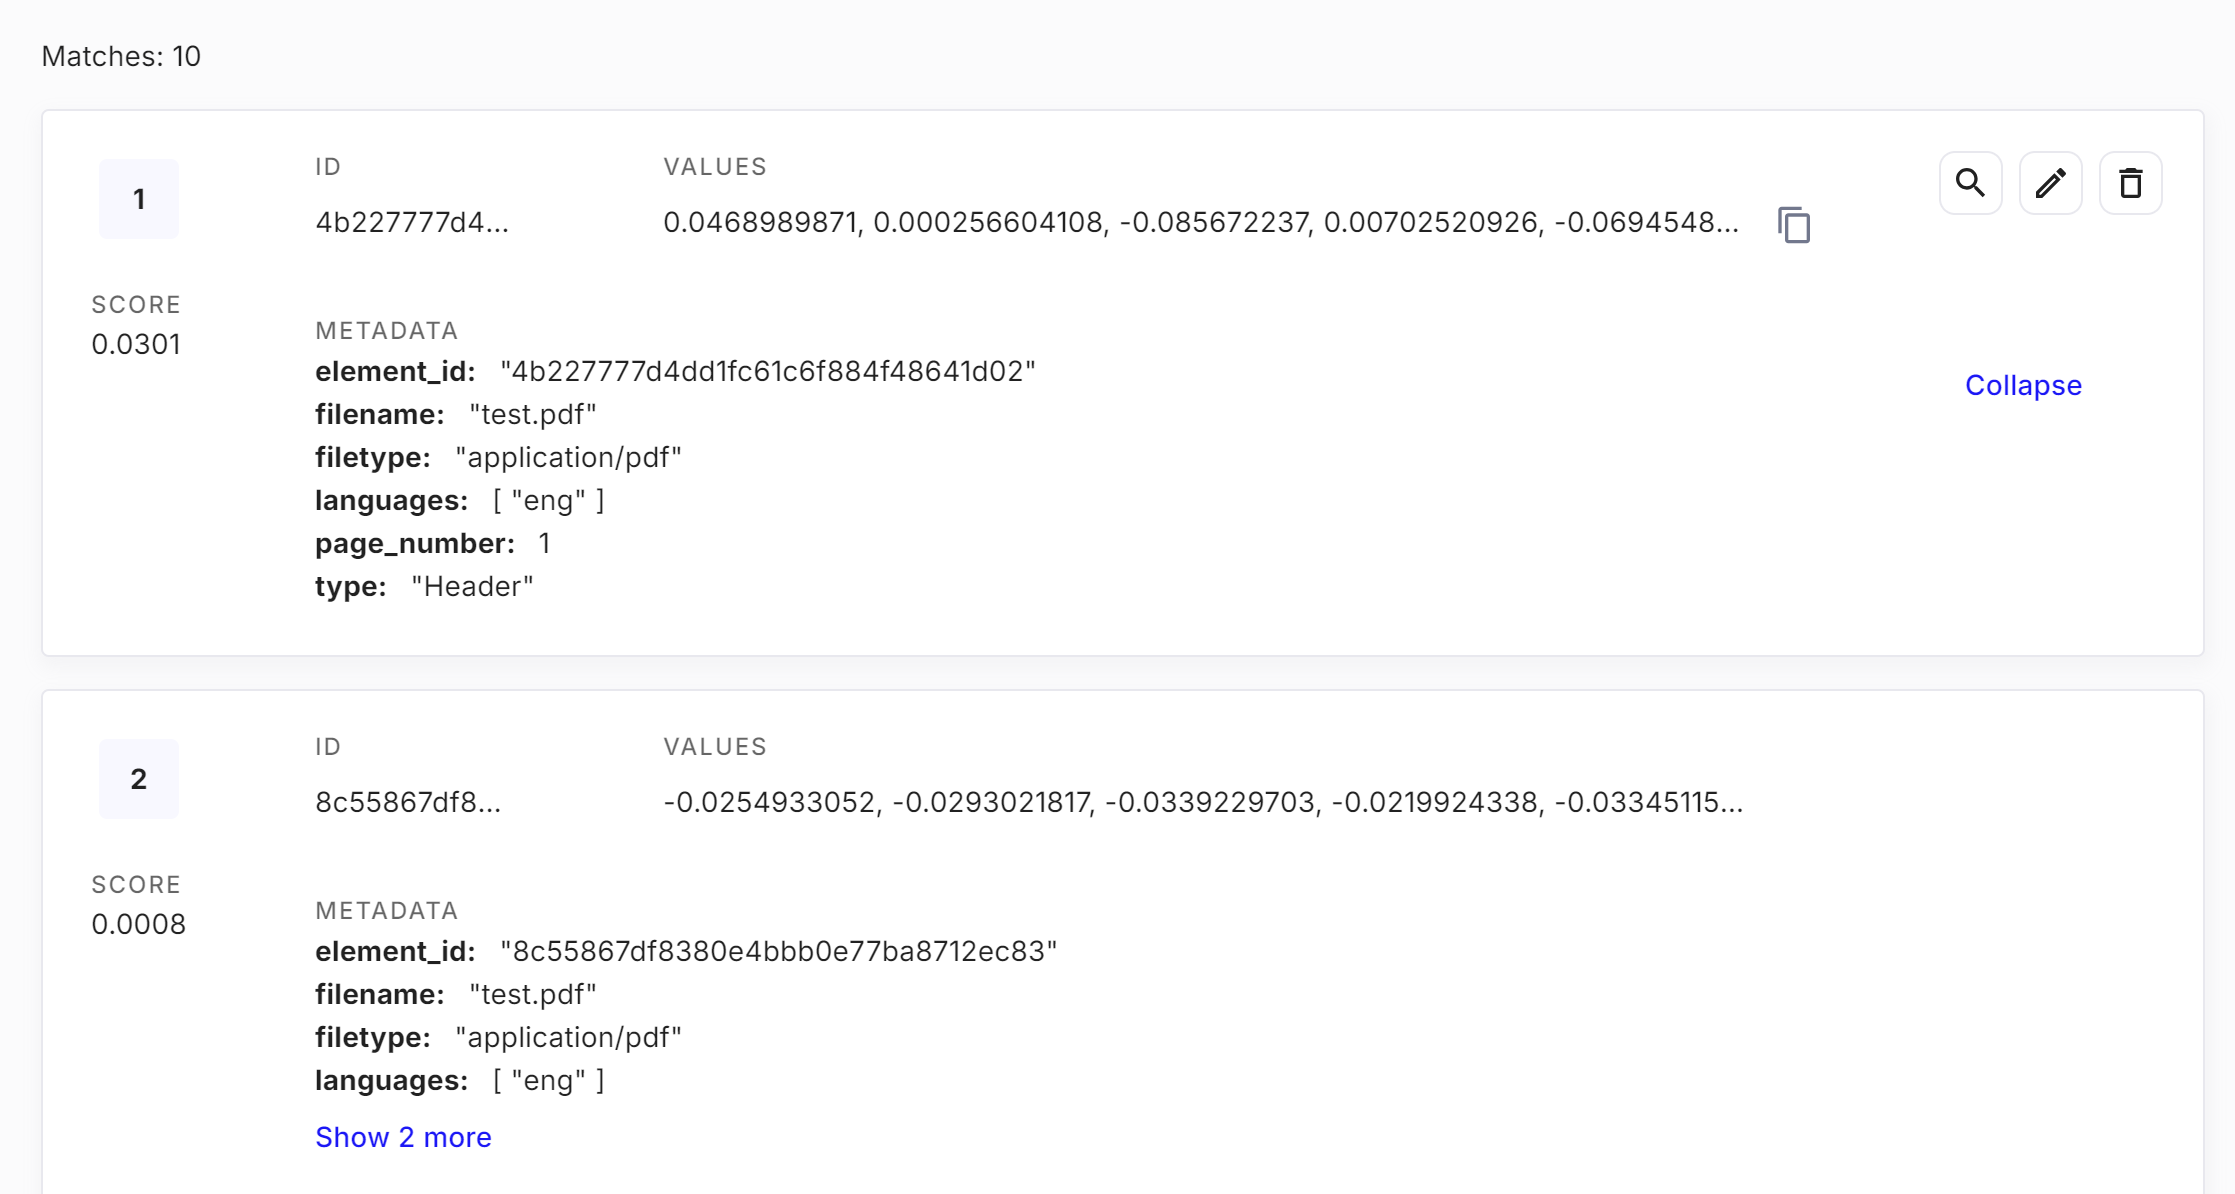 Matches: 10
1
ID
VALUES
4b227777d4...
0.0468989871, 0.000256604108, -0.085672237, 0.00702520926, -0.0694548...
SCORE
0.0301
METADATA
element_id: "4b227777d4dd1fc61c6f884f48641d02"
filename: "test.pdf"
filetype: "application/pdf"
languages: [ "eng" ]
page_number: 1
type: "Header"
Collapse
2
ID
VALUES
8c55867df8...
-0.0254933052, -0.0293021817, -0.0339229703, -0.0219924338, -0.03345115...
SCORE
0.0008
METADATA
element_id: "8c55867df8380e4bbb0e77ba8712ec83"
filename: "test.pdf"
filetype: "application/pdf"
languages: [ "eng" ]
Show 2 more